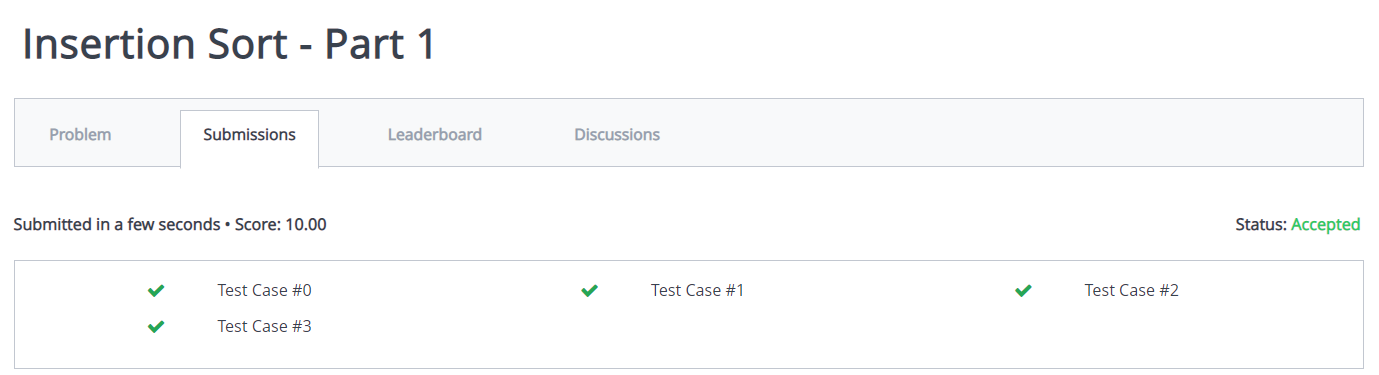 Insertion Sort - Part 1
Problem Submissions Leaderboard Discussions
Submitted in a few seconds • Score: 10.00 Status: Accepted
Test Case #0 Test Case #1 Test Case #2
Test Case #3